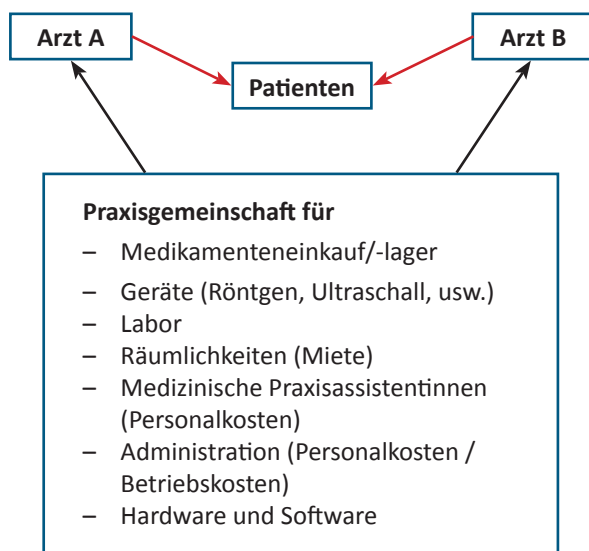 Arzt A
Arzt B
Patienten
Praxisgemeinschaft für
– Medikamenteneinkauf/-lager
– Geräte (Röntgen, Ultraschall, usw.)
– Labor
– Räumlichkeiten (Miete)
– Medizinische Praxisassistentinnen
(Personalkosten)
– Administration (Personalkosten /
Betriebskosten)
– Hardware und Software